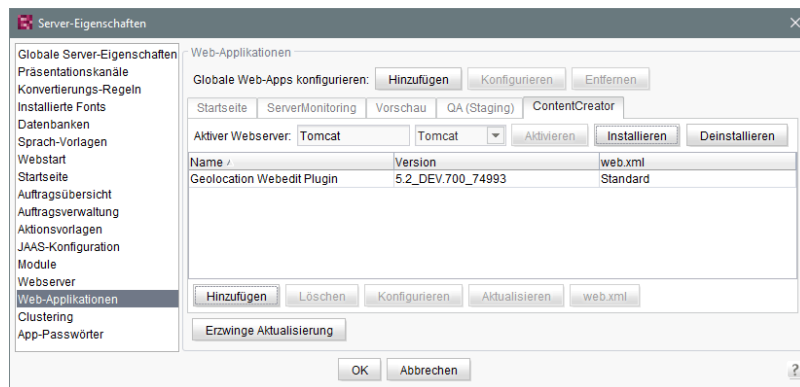 Server-Eigenschaften
Globale Server-Eigenschaften
Präsentationskanäle
Konvertierungs-Regeln
Installierte Fonts
Datenbanken
Sprach-Vorlagen
Webstart
Startseite
Auftragsübersicht
Auftragsverwaltung
Aktionsvorlagen
JAAS-Konfiguration
Module
Webserver
Web-Applikationen
Clustering
App-Passwörter
Web-Applikationen
Globale Web-Apps konfigurieren: Hinzufügen Konfigurieren Entfernen
Startseite ServerMonitoring Vorschau QA (Staging) ContentCreator
Aktiver Webserver: Tomcat Tomcat Aktivieren Installieren Deinstallieren
Name Version web.xml
Geolocation Webedit Plugin 5.2_DEV.700_74993 Standard
Hinzufügen Löschen Konfigurieren Aktualisieren web.xml
Erzwinge Aktualisierung
OK Abbrechen ?